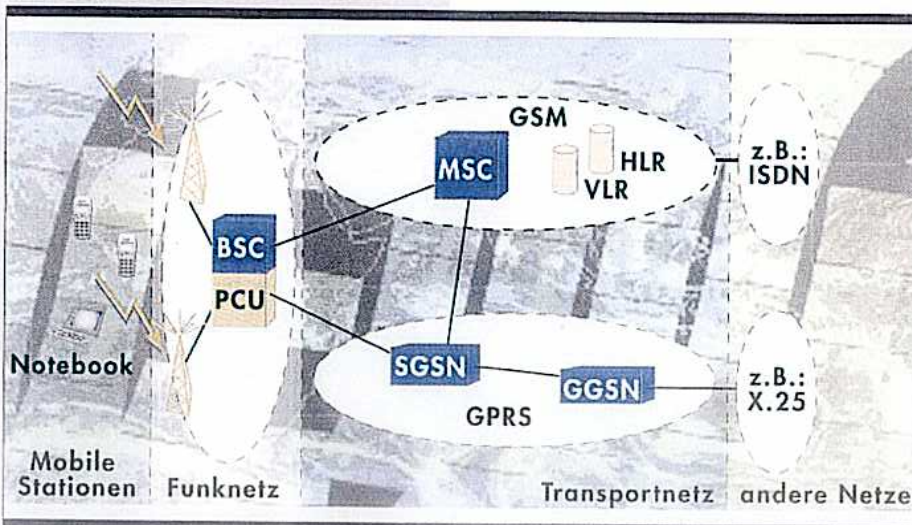 GSM
MSC
HLR
VLR
z.B.:
ISDN
BSC
PCU
Notebook
SGSN
GGSN
GPRS
z.B.:
X.25
Mobile
Stationen
Funknetz
Transportnetz
andere Netze